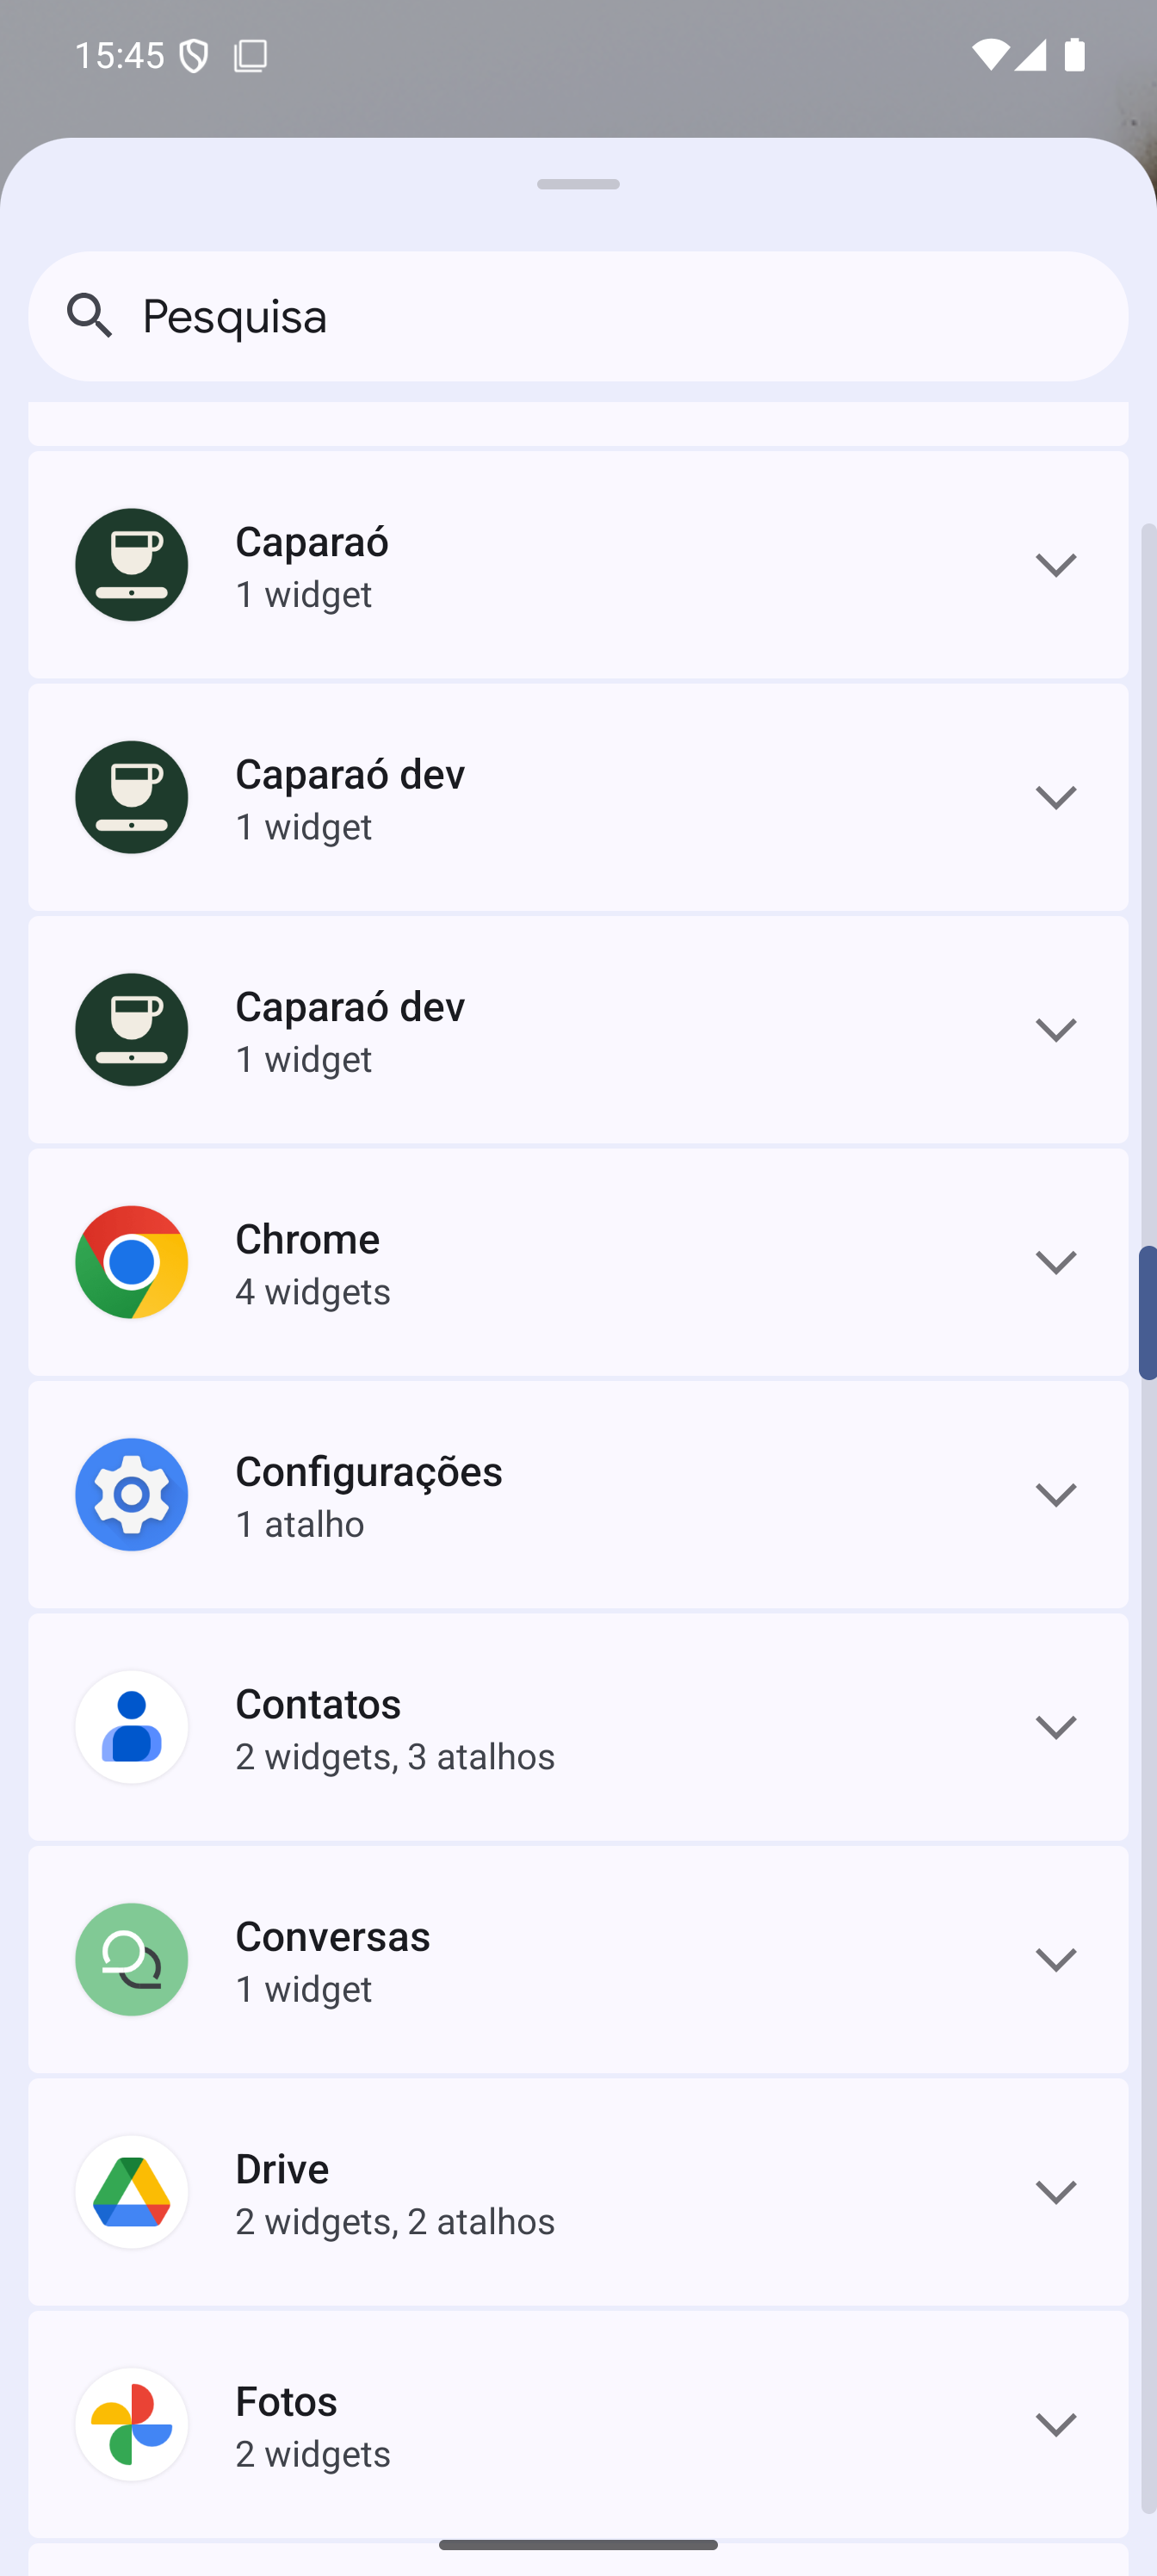 15:45
Pesquisa
Caparaó
1 widget
Caparaó dev
1 widget
Caparaó dev
1 widget
Chrome
4 widgets
Configurações
1 atalho
Contatos
2 widgets, 3 atalhos
Conversas
1 widget
Drive
2 widgets, 2 atalhos
Fotos
2 widgets